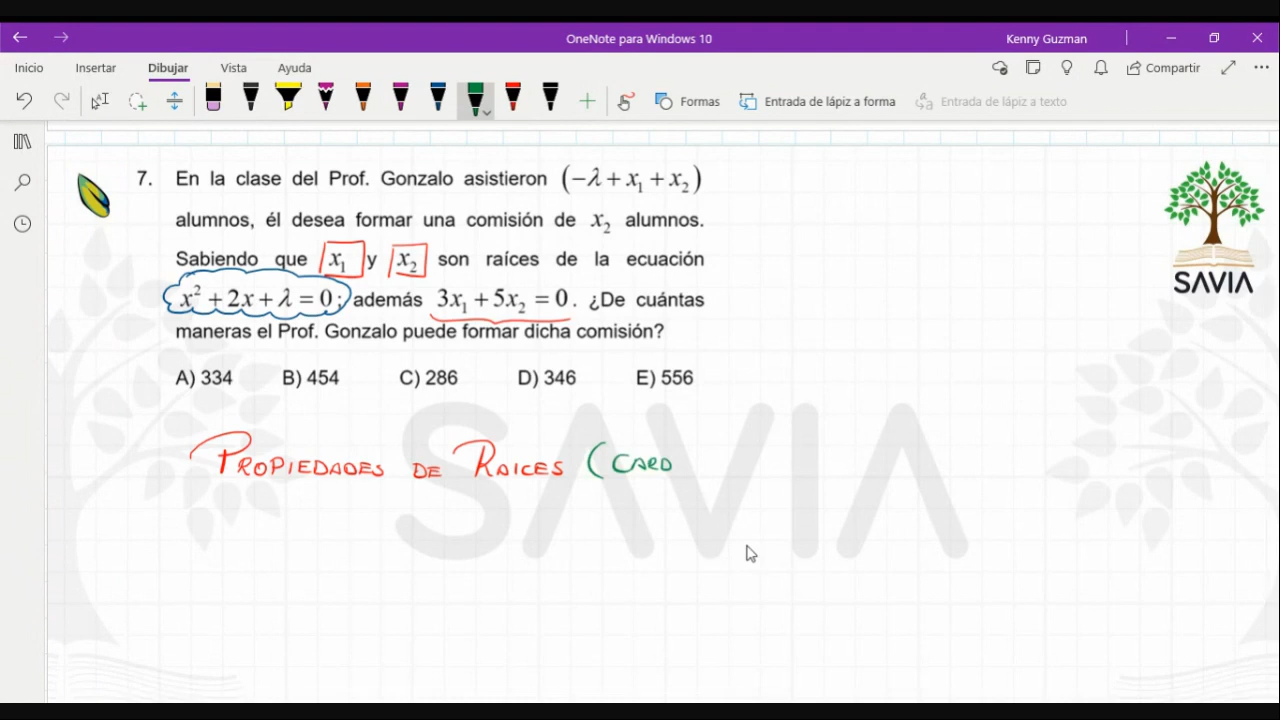 OneNote para Windows 10
Kenny Guzman
Inicio Insertar Dibujar Vista Ayuda
Compartir
Formas Entrada de lápiz a forma Entrada de lápiz a texto
7. En la clase del Prof. Gonzalo asistieron (−λ + x₁ + x₂)
alumnos, él desea formar una comisión de x₂ alumnos.
Sabiendo que x₁ y x₂ son raíces de la ecuación
x² + 2x + λ = 0; además 3x₁ + 5x₂ = 0. ¿De cuántas
maneras el Prof. Gonzalo puede formar dicha comisión?
A) 334 B) 454 C) 286 D) 346 E) 556
PROPIEDADES DE RAICES (CARD
SAVIA
SAVIA